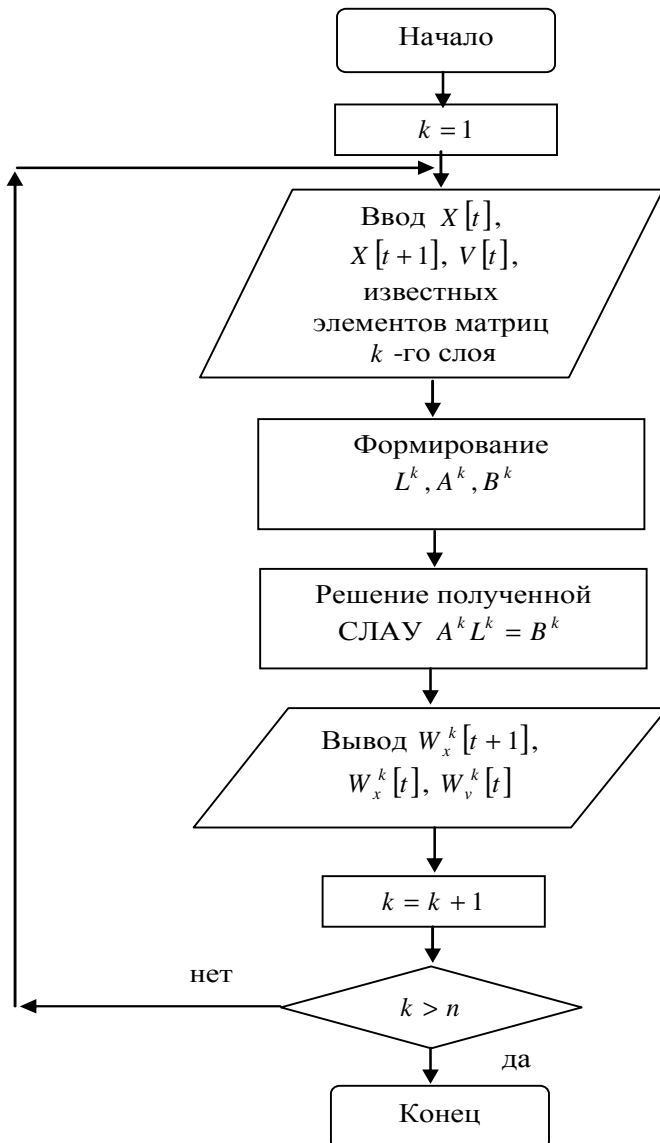 Начало
k = 1
Ввод X[t],
X[t+1], V[t],
известных
элементов матриц
k -го слоя
Формирование
L^k, A^k, B^k
Решение полученной
СЛАУ A^k L^k = B^k
Вывод W_x^k[t+1],
W_x^k[t], W_v^k[t]
k = k + 1
нет
k > n
да
Конец